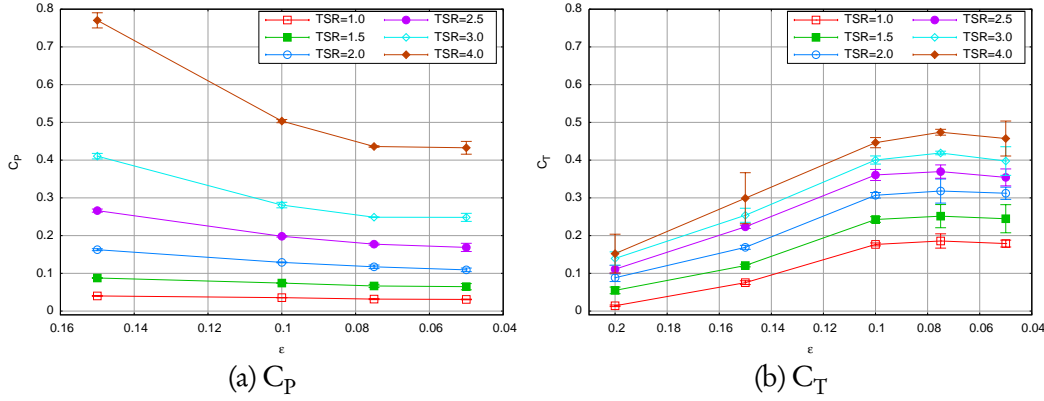 0.8
0.7
0.6
0.5
0.4
0.3
0.2
0.1
0
C_P
0.16 0.14 0.12 0.1 0.08 0.06 0.04
ε
TSR=1.0 TSR=2.5
TSR=1.5 TSR=3.0
TSR=2.0 TSR=4.0
(a) C_P
0.8
0.7
0.6
0.5
0.4
0.3
0.2
0.1
0
C_T
0.2 0.18 0.16 0.14 0.12 0.1 0.08 0.06 0.04
ε
TSR=1.0 TSR=2.5
TSR=1.5 TSR=3.0
TSR=2.0 TSR=4.0
(b) C_T